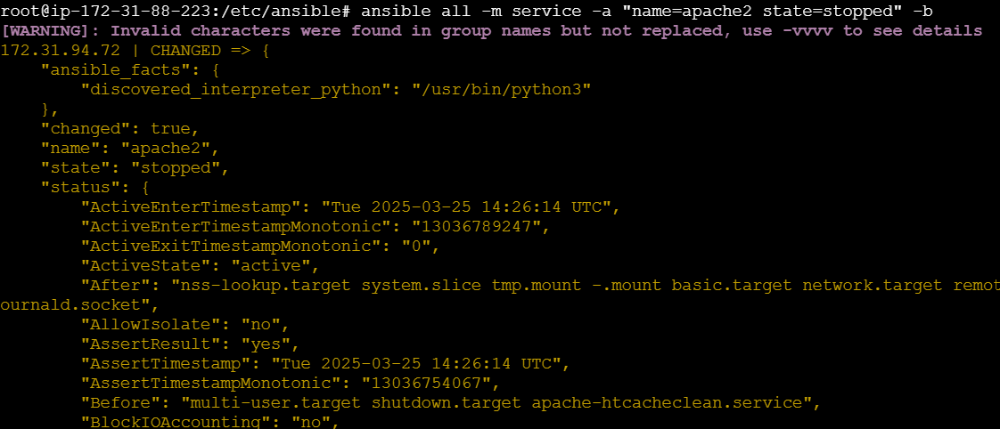 root@ip-172-31-88-223:/etc/ansible# ansible all -m service -a "name=apache2 state=stopped" -b
[WARNING]: Invalid characters were found in group names but not replaced, use -vvvv to see details
172.31.94.72 | CHANGED => {
    "ansible_facts": {
        "discovered_interpreter_python": "/usr/bin/python3"
    },
    "changed": true,
    "name": "apache2",
    "state": "stopped",
    "status": {
        "ActiveEnterTimestamp": "Tue 2025-03-25 14:26:14 UTC",
        "ActiveEnterTimestampMonotonic": "13036789247",
        "ActiveExitTimestampMonotonic": "0",
        "ActiveState": "active",
        "After": "nss-lookup.target system.slice tmp.mount -.mount basic.target network.target remot
ournald.socket",
        "AllowIsolate": "no",
        "AssertResult": "yes",
        "AssertTimestamp": "Tue 2025-03-25 14:26:14 UTC",
        "AssertTimestampMonotonic": "13036754067",
        "Before": "multi-user.target shutdown.target apache-htcacheclean.service",
        "BlockIOAccounting": "no",